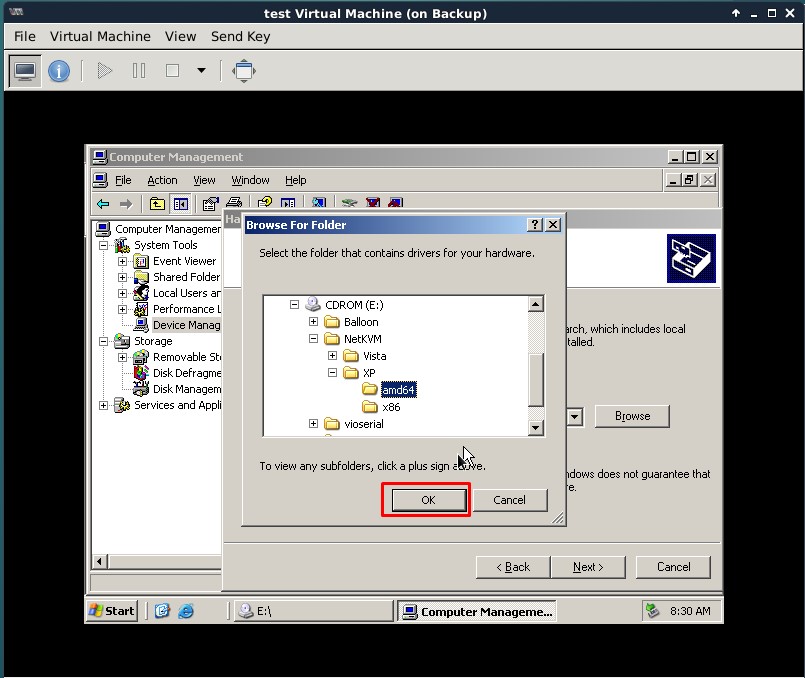 test Virtual Machine (on Backup)
File Virtual Machine View Send Key
Computer Management
File Action View Window Help
Ha
Browse For Folder
Select the folder that contains drivers for your hardware.
Computer Managemer
System Tools
Event Viewer
Shared Folder
Local Users ar
Performance L
Device Manag
Storage
Removable St
Disk Defragme
Disk Managem
Services and Appli
CDROM (E:)
Balloon
NetKVM
Vista
XP
amd64
x86
vioserial
arch, which includes local
talled.
Browse
To view any subfolders, click a plus sign above.
ndows does not guarantee that
re.
OK Cancel
< Back Next > Cancel
Start E:\ Computer Manageme... 8:30 AM